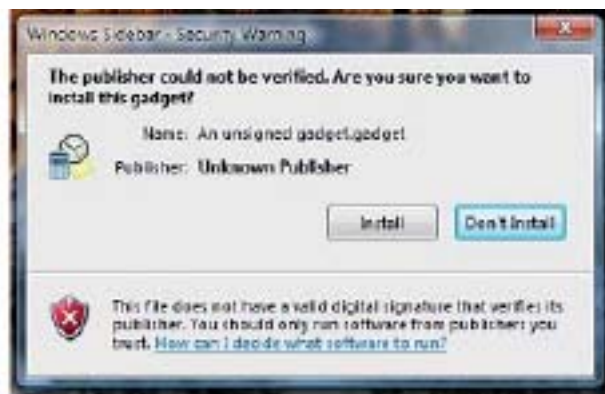 Windows Sidebar - Security Warning
The publisher could not be verified. Are you sure you want to
install this gadget?
Name: An unsigned gadget.gadget
Publisher: Unknown Publisher
Install
Don't Install
This file does not have a valid digital signature that verifies its
publisher. You should only run software from publishers you
trust. How can I decide what software to run?